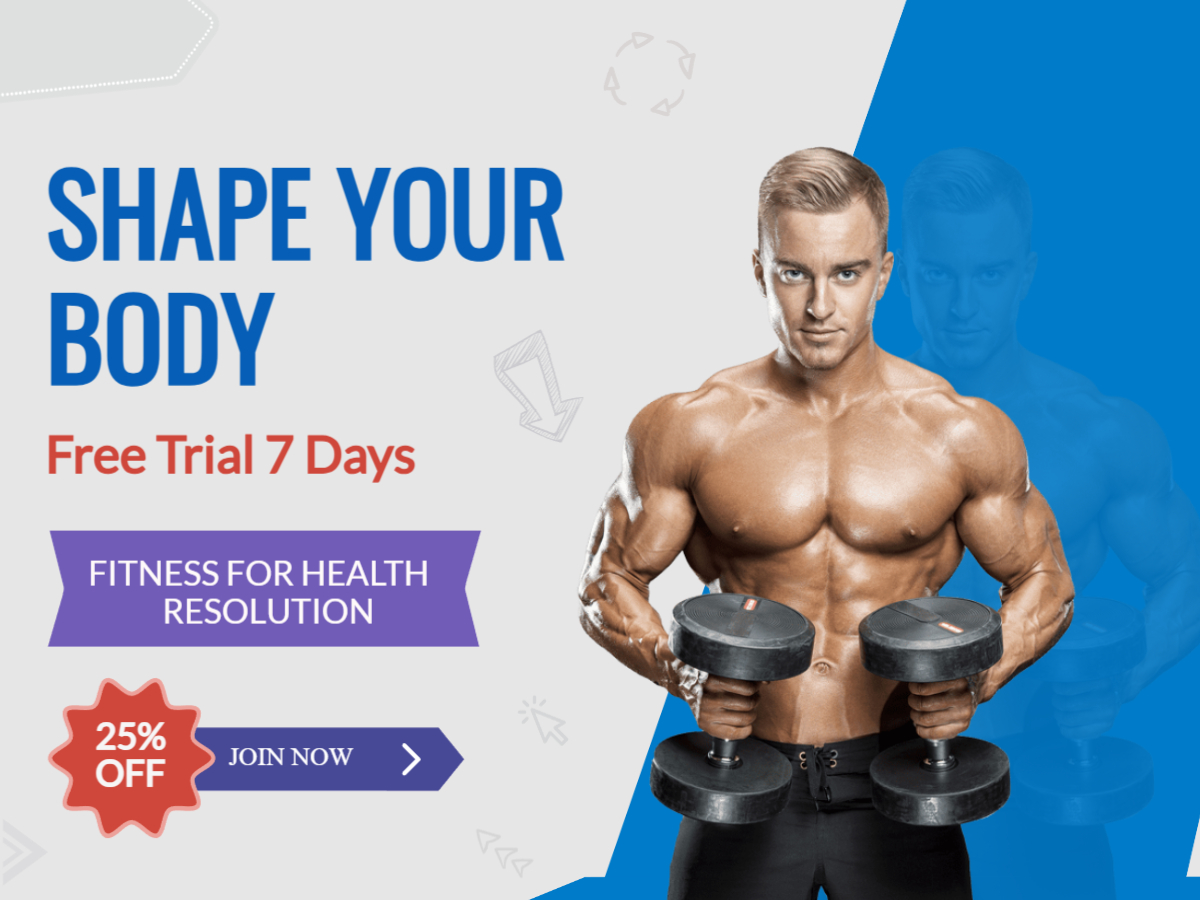 SHAPE YOUR
BODY
Free Trial 7 Days
FITNESS FOR HEALTH
RESOLUTION
25%
OFF
JOIN NOW